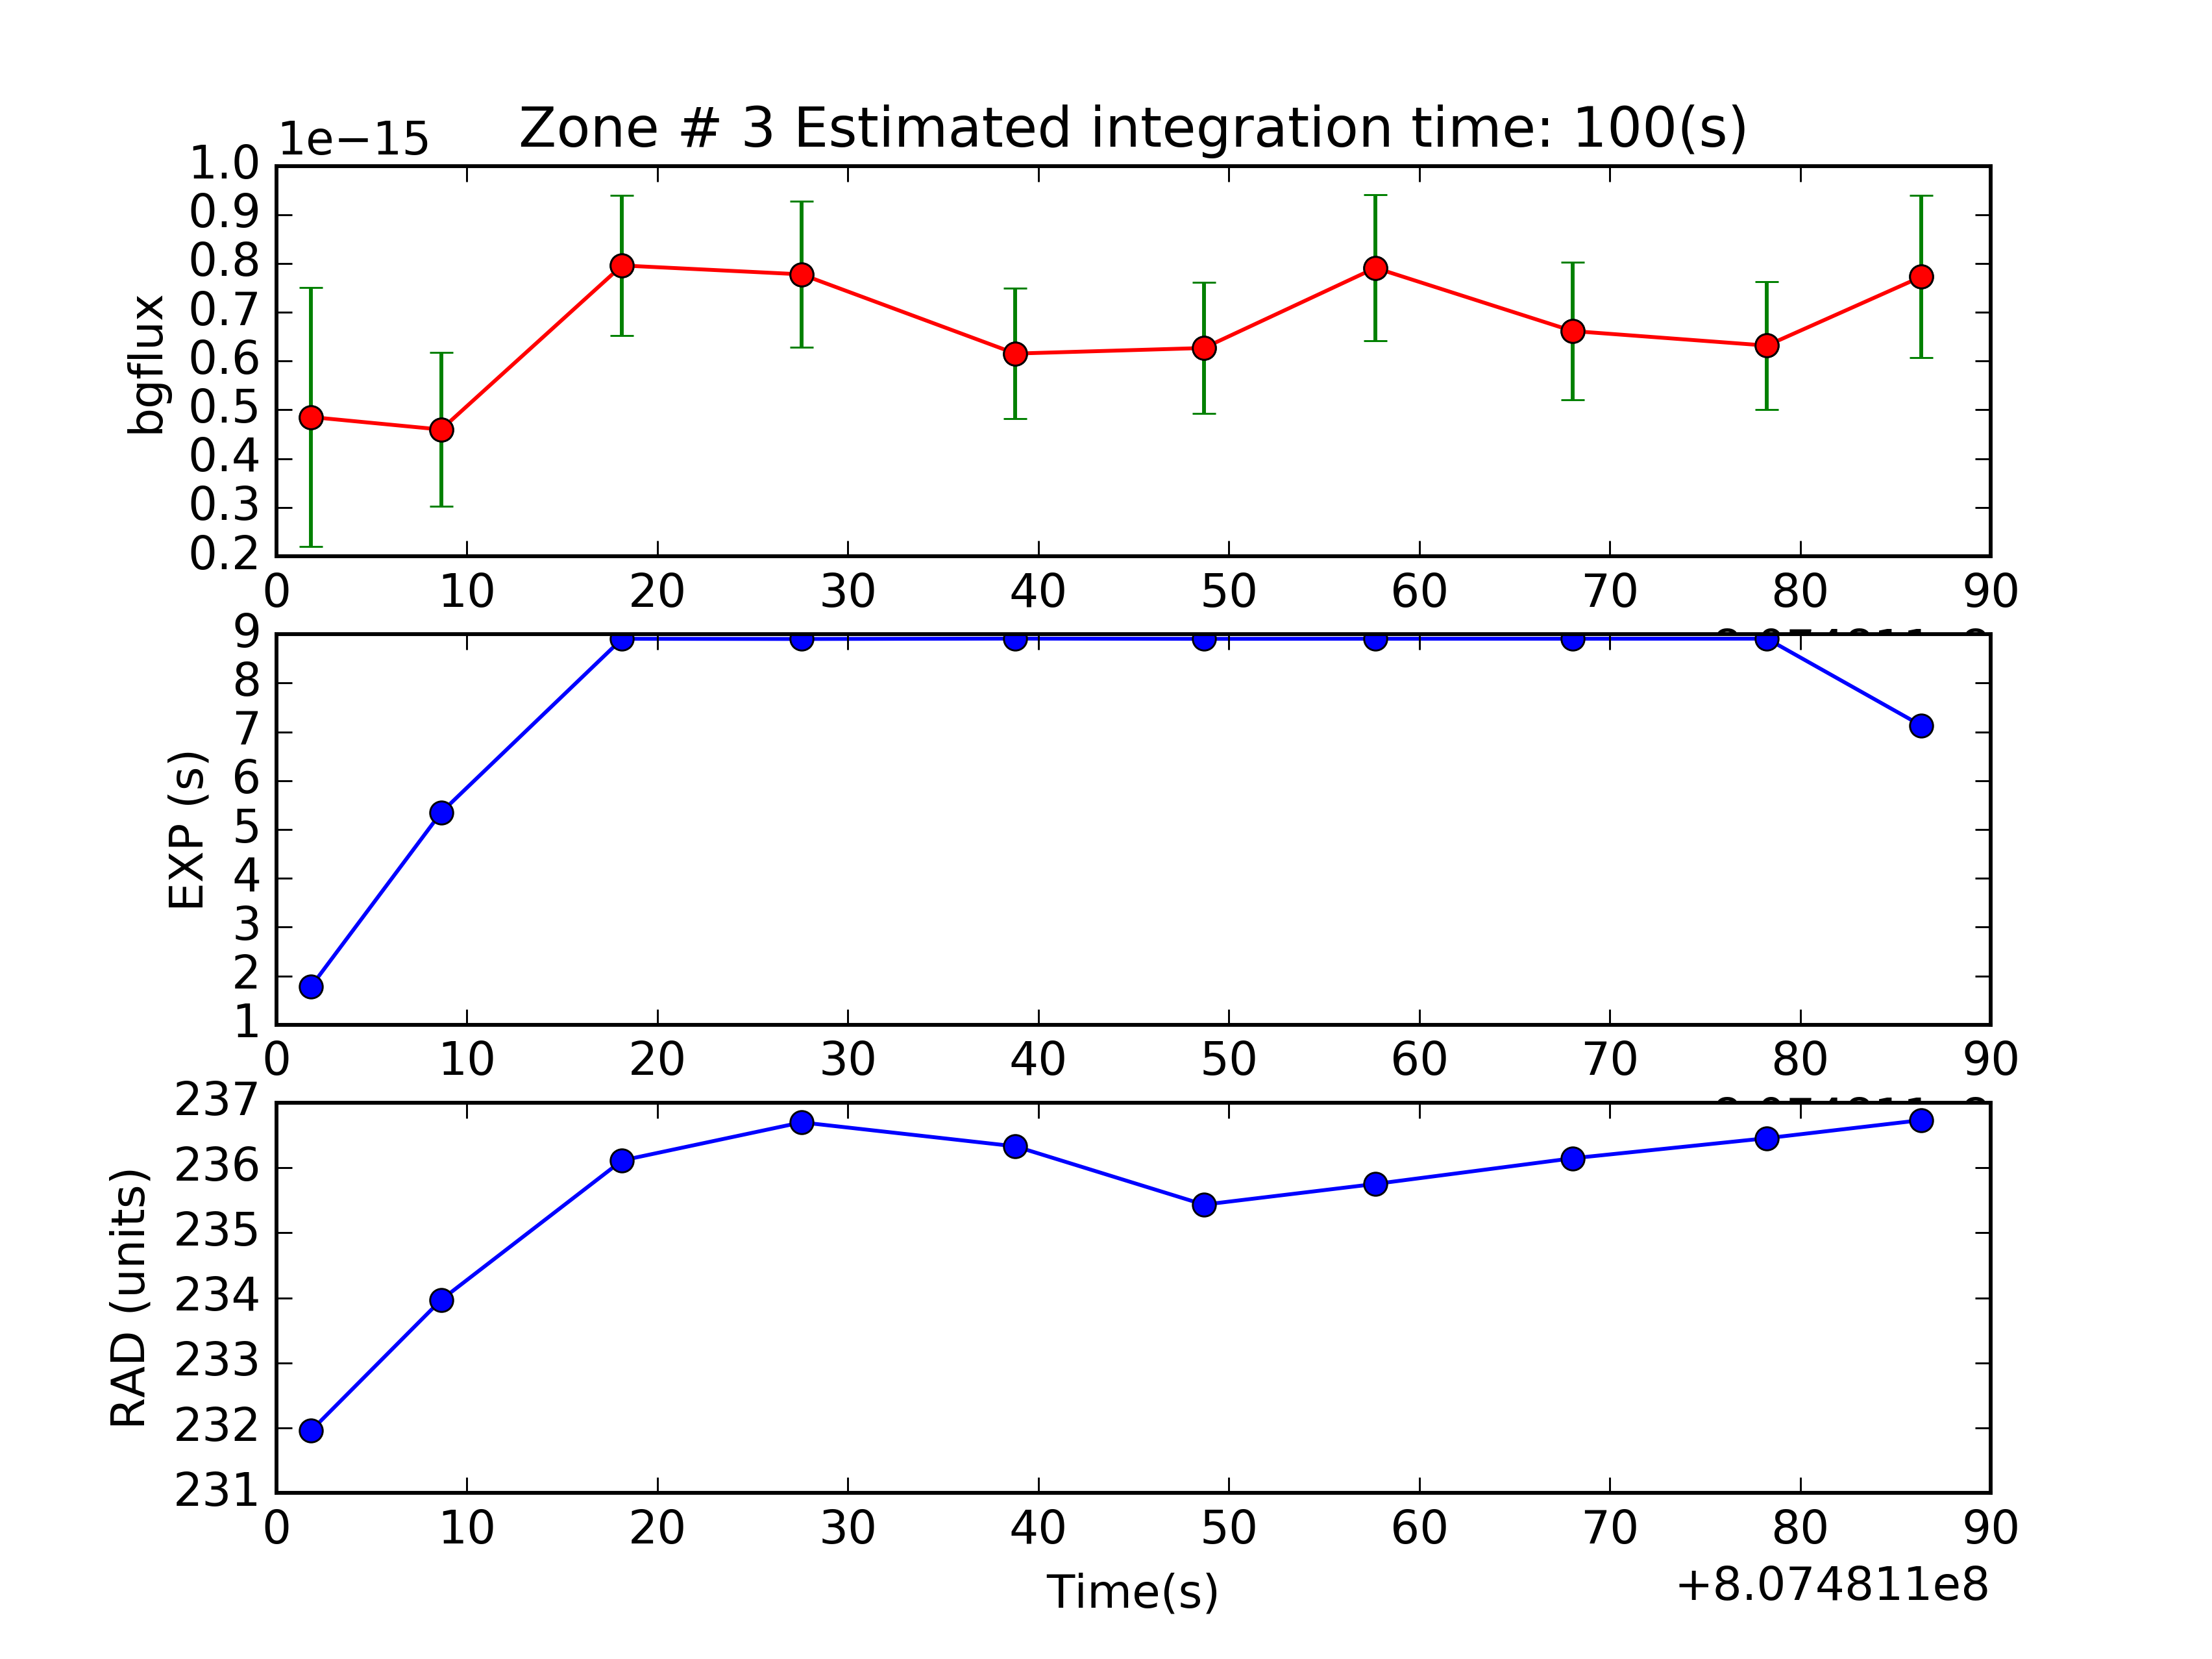 Zone # 3 Estimated integration time: 100(s)
1e−15
1.0
0.9
0.8
0.7
0.6
0.5
0.4
0.3
0.2
bgflux
0 10 20 30 40 50 60 70 80 90
9
8
7
6
5
4
3
2
1
EXP (s)
0 10 20 30 40 50 60 70 80 90
237
236
235
234
233
232
231
RAD (units)
0 10 20 30 40 50 60 70 80 90
Time(s)
+8.074811e8